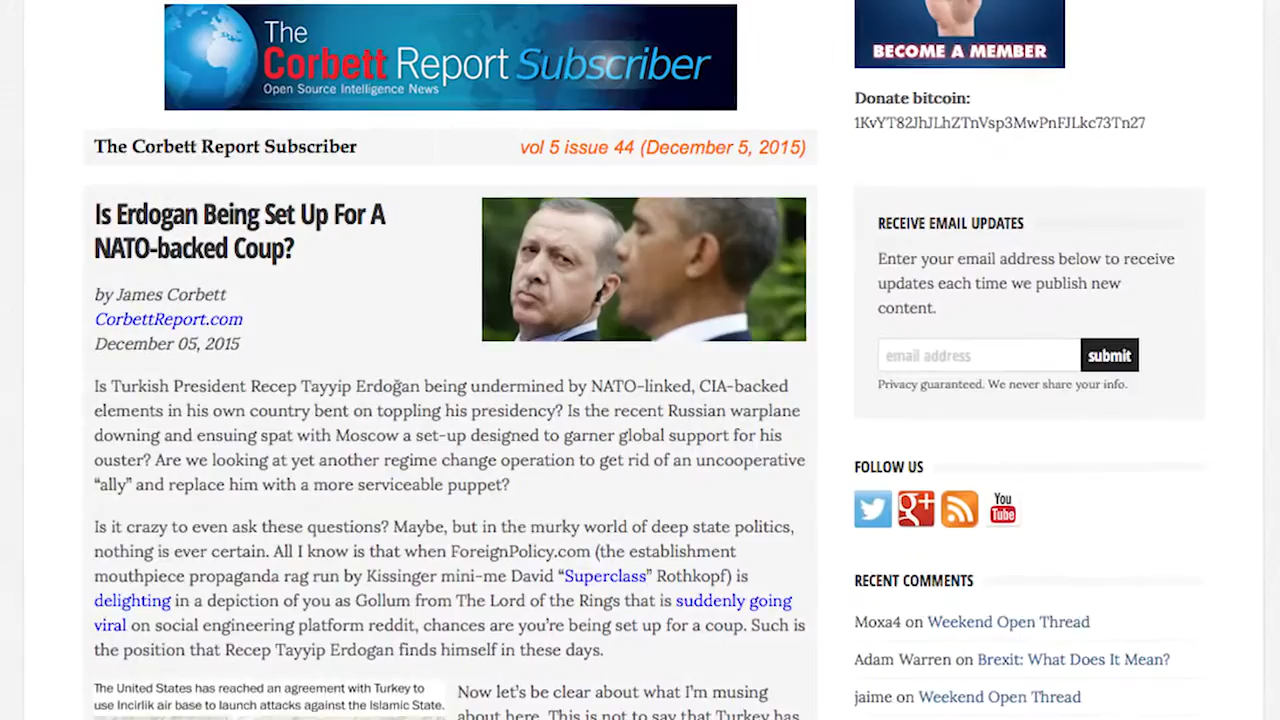 The
Corbett Report Subscriber
Open Source Intelligence News
The Corbett Report Subscriber
vol 5 issue 44 (December 5, 2015)
Is Erdogan Being Set Up For A
NATO-backed Coup?
by James Corbett
CorbettReport.com
December 05, 2015
Is Turkish President Recep Tayyip Erdoğan being undermined by NATO-linked, CIA-backed
elements in his own country bent on toppling his presidency? Is the recent Russian warplane
downing and ensuing spat with Moscow a set-up designed to garner global support for his
ouster? Are we looking at yet another regime change operation to get rid of an uncooperative
“ally” and replace him with a more serviceable puppet?
Is it crazy to even ask these questions? Maybe, but in the murky world of deep state politics,
nothing is ever certain. All I know is that when ForeignPolicy.com (the establishment
mouthpiece propaganda rag run by Kissinger mini-me David “Superclass” Rothkopf) is
delighting in a depiction of you as Gollum from The Lord of the Rings that is suddenly going
viral on social engineering platform reddit, chances are you’re being set up for a coup. Such is
the position that Recep Tayyip Erdogan finds himself in these days.
The United States has reached an agreement with Turkey to
use Incirlik air base to launch attacks against the Islamic State.
Now let’s be clear about what I’m musing
about here. This is not to say that Turkey has
BECOME A MEMBER
Donate bitcoin:
1KvYT82JhJLhZTnVsp3MwPnFJLkc73Tn27
RECEIVE EMAIL UPDATES
Enter your email address below to receive
updates each time we publish new
content.
email address
submit
Privacy guaranteed. We never share your info.
FOLLOW US
g+
You
Tube
RECENT COMMENTS
Moxa4 on Weekend Open Thread
Adam Warren on Brexit: What Does It Mean?
jaime on Weekend Open Thread